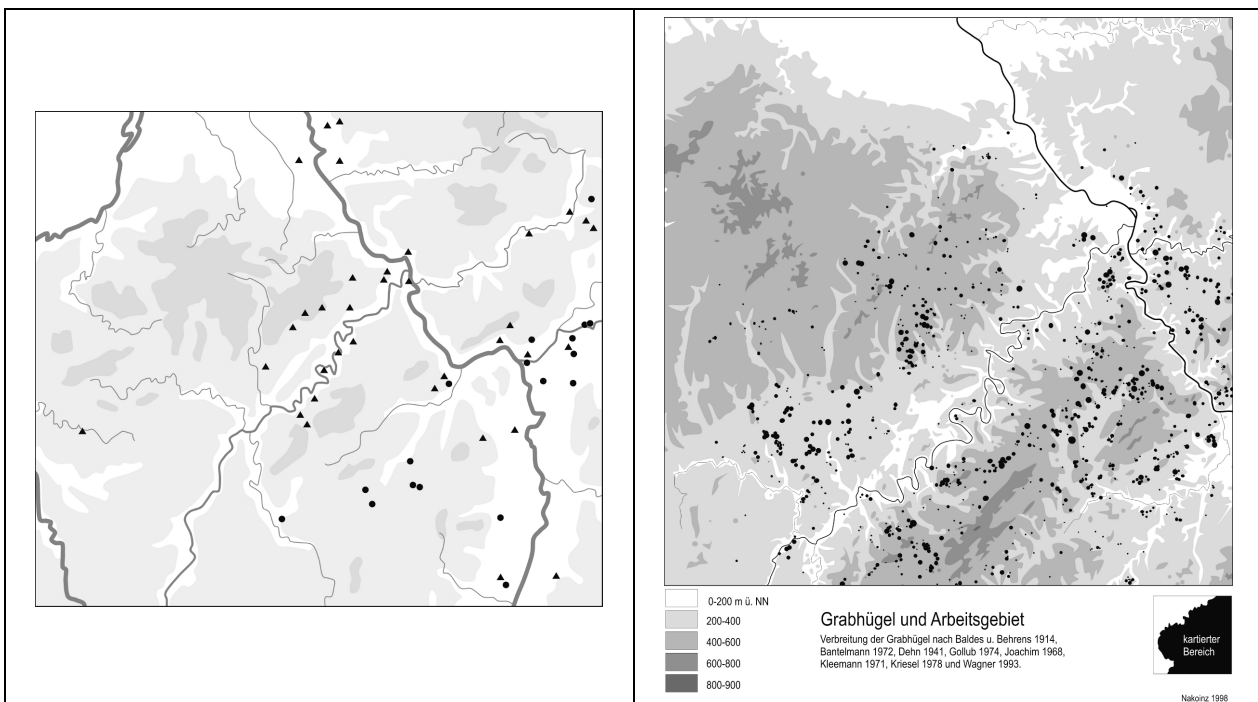 0-200 m ü. NN
200-400
400-600
600-800
800-900
Grabhügel und Arbeitsgebiet
Verbreitung der Grabhügel nach Baldes u. Behrens 1914,
Bantelmann 1972, Dehn 1941, Gollub 1974, Joachim 1968,
Kleemann 1971, Kriesel 1978 und Wagner 1993.
kartierter
Bereich
Nakoinz 1998